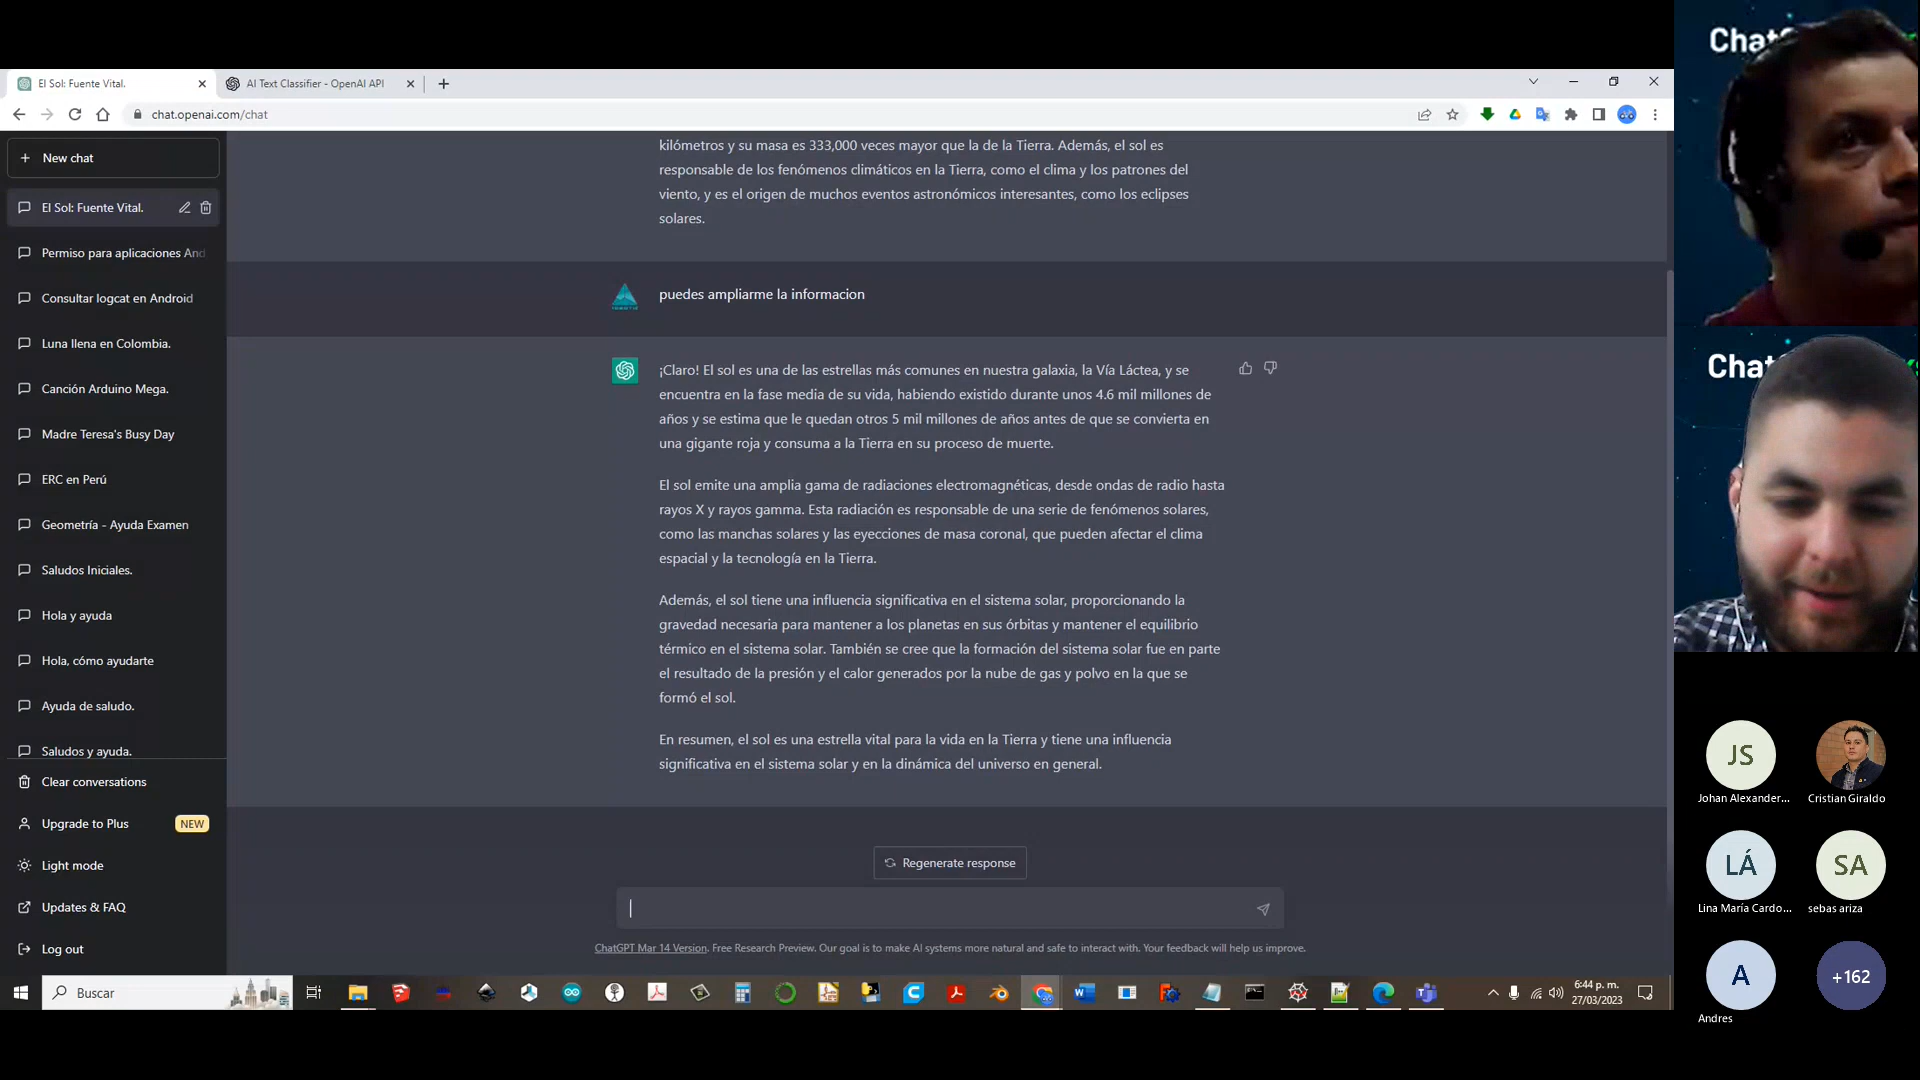 El Sol: Fuente Vital.
AI Text Classifier - OpenAI API
chat.openai.com/chat
New chat
El Sol: Fuente Vital.
Permiso para aplicaciones And
Consultar logcat en Android
Luna llena en Colombia.
Canción Arduino Mega.
Madre Teresa's Busy Day
ERC en Perú
Geometría - Ayuda Examen
Saludos Iniciales.
Hola y ayuda
Hola, cómo ayudarte
Ayuda de saludo.
Saludos y ayuda.
Clear conversations
Upgrade to Plus NEW
Light mode
Updates & FAQ
Log out
kilómetros y su masa es 333,000 veces mayor que la de la Tierra. Además, el sol es
responsable de los fenómenos climáticos en la Tierra, como el clima y los patrones del
viento, y es el origen de muchos eventos astronómicos interesantes, como los eclipses
solares.
puedes ampliarme la informacion
¡Claro! El sol es una de las estrellas más comunes en nuestra galaxia, la Vía Láctea, y se
encuentra en la fase media de su vida, habiendo existido durante unos 4.6 mil millones de
años y se estima que le quedan otros 5 mil millones de años antes de que se convierta en
una gigante roja y consuma a la Tierra en su proceso de muerte.
El sol emite una amplia gama de radiaciones electromagnéticas, desde ondas de radio hasta
rayos X y rayos gamma. Esta radiación es responsable de una serie de fenómenos solares,
como las manchas solares y las eyecciones de masa coronal, que pueden afectar el clima
espacial y la tecnología en la Tierra.
Además, el sol tiene una influencia significativa en el sistema solar, proporcionando la
gravedad necesaria para mantener a los planetas en sus órbitas y mantener el equilibrio
térmico en el sistema solar. También se cree que la formación del sistema solar fue en parte
el resultado de la presión y el calor generados por la nube de gas y polvo en la que se
formó el sol.
En resumen, el sol es una estrella vital para la vida en la Tierra y tiene una influencia
significativa en el sistema solar y en la dinámica del universo en general.
Regenerate response
ChatGPT Mar 14 Version. Free Research Preview. Our goal is to make AI systems more natural and safe to interact with. Your feedback will help us improve.
Buscar
6:44 p. m.
27/03/2023
Chat
Chat
JS
Johan Alexander...
Cristian Giraldo
LÁ
Lina María Cardo...
SA
sebas ariza
A
Andres
+162